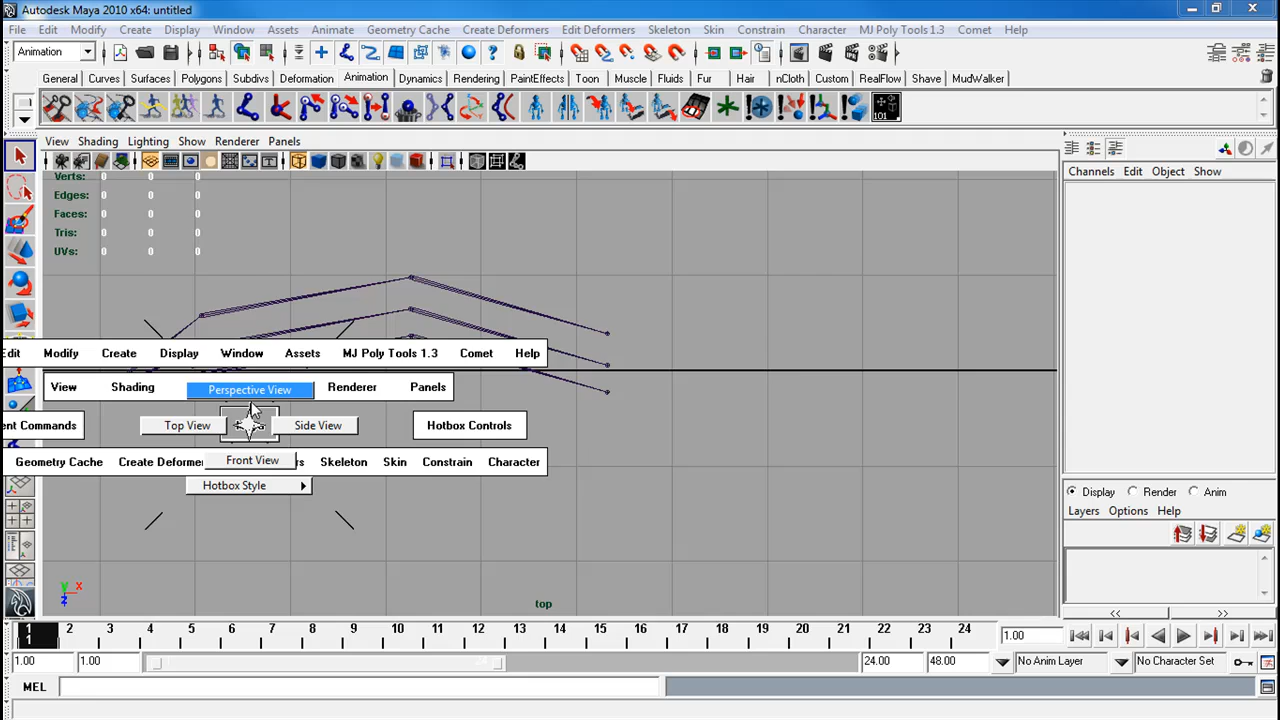 Autodesk Maya 2010 x64: untitled
File Edit Modify Create Display Window Assets Animate Geometry Cache Create Deformers Edit Deformers Skeleton Skin Constrain Character MJ Poly Tools 1.3 Comet Help
Animation
General Curves Surfaces Polygons Subdivs Deformation Animation Dynamics Rendering PaintEffects Toon Muscle Fluids Fur Hair nCloth Custom RealFlow Shave MudWalker
101
View Shading Lighting Show Renderer Panels
Channels Edit Object Show
Verts: 0 0 0
Edges: 0 0 0
Faces: 0 0 0
Tris: 0 0 0
UVs: 0 0 0
Edit Modify Create Display Window Assets MJ Poly Tools 1.3 Comet Help
View Shading Perspective View Renderer Panels
ent Commands Top View Side View Hotbox Controls
Geometry Cache Create Deformer Front View rs Skeleton Skin Constrain Character
Hotbox Style
Display Render Anim
Layers Options Help
y x
z
top
<< >>
1 2 3 4 5 6 7 8 9 10 11 12 13 14 15 16 17 18 19 20 21 22 23 24 1.00
1
1.00 1.00 24 24.00 48.00 No Anim Layer No Character Set
MEL